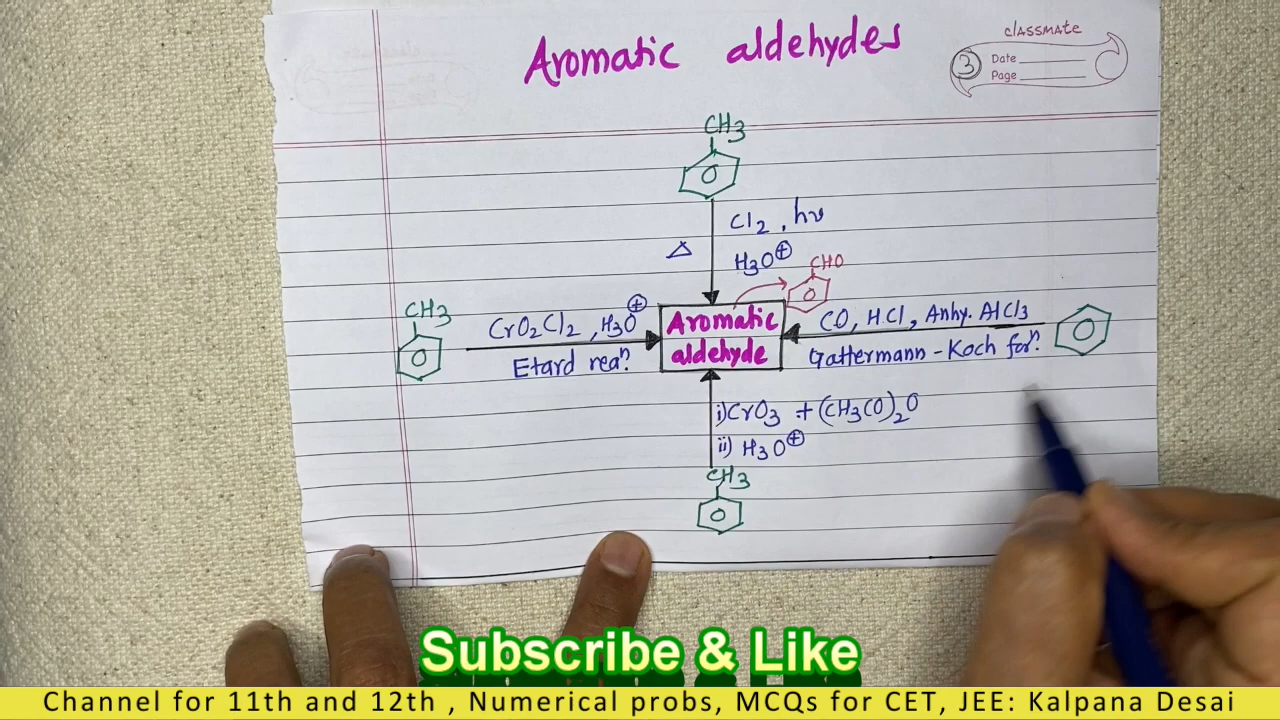 Aromatic aldehydes
classmate
3
Date
Page
CH3
Cl2, hν
Δ
H3O⊕
CHO
CH3
CrO2Cl2, H3O⊕
Etard reaⁿ.
Aromatic
aldehyde
CO, HCl, Anhy. AlCl3
Gattermann-Koch forⁿ.
i) CrO3 + (CH3CO)2O
ii) H3O⊕
CH3
Subscribe & Like
Channel for 11th and 12th , Numerical probs, MCQs for CET, JEE: Kalpana Desai